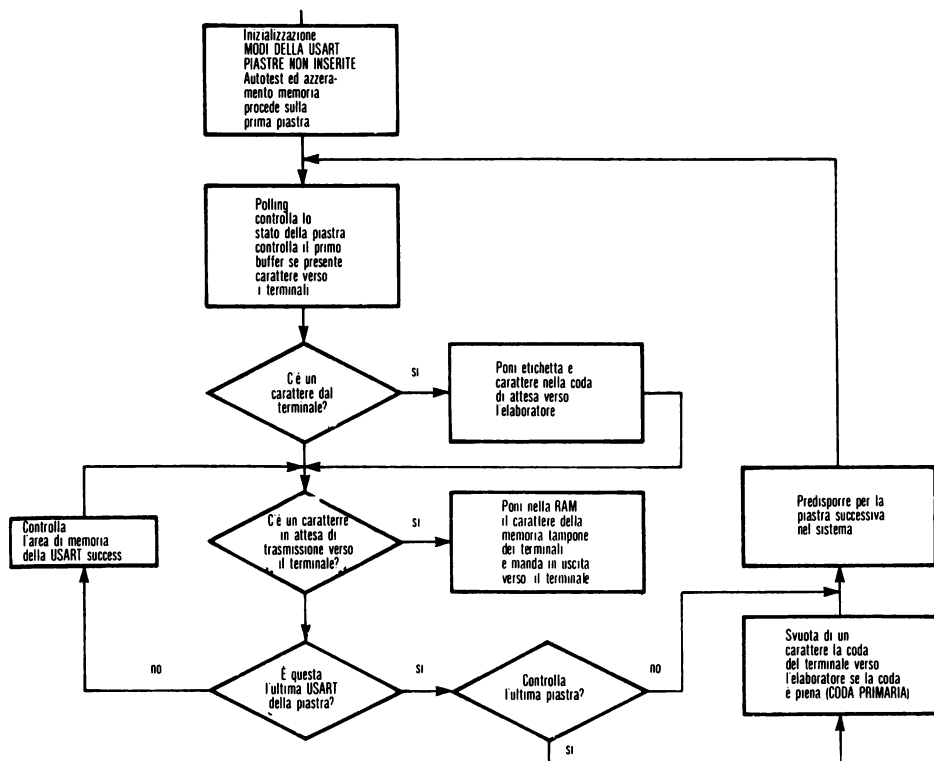 Inizializzazione
MODI DELLA USART
PIASTRE NON INSERITE
Autotest ed azzera-
mento memoria
procede sulla
prima piastra
Polling
controlla lo
stato della piastra
controlla il primo
buffer se presente
carattere verso
i terminali
C'é un
carattere dal
terminale?
SI
Poni etichetta e
carattere nella coda
di attesa verso
l'elaboratore
Controlla
l'area di memoria
della USART success
C'é un caratterre
in attesa di
trasmissione verso
il terminale?
SI
Poni nella RAM
il carattere della
memoria tampone
dei terminali
e manda in uscita
verso il terminale
Predisporre per la
piastra successiva
nel sistema
no
È questa
l'ultima USART
della piastra?
SI
Controlla
l'ultima piastra?
no
SI
Svuota di un
carattere la coda
del terminale verso
l'elaboratore se la coda
è piena (CODA PRIMARIA)